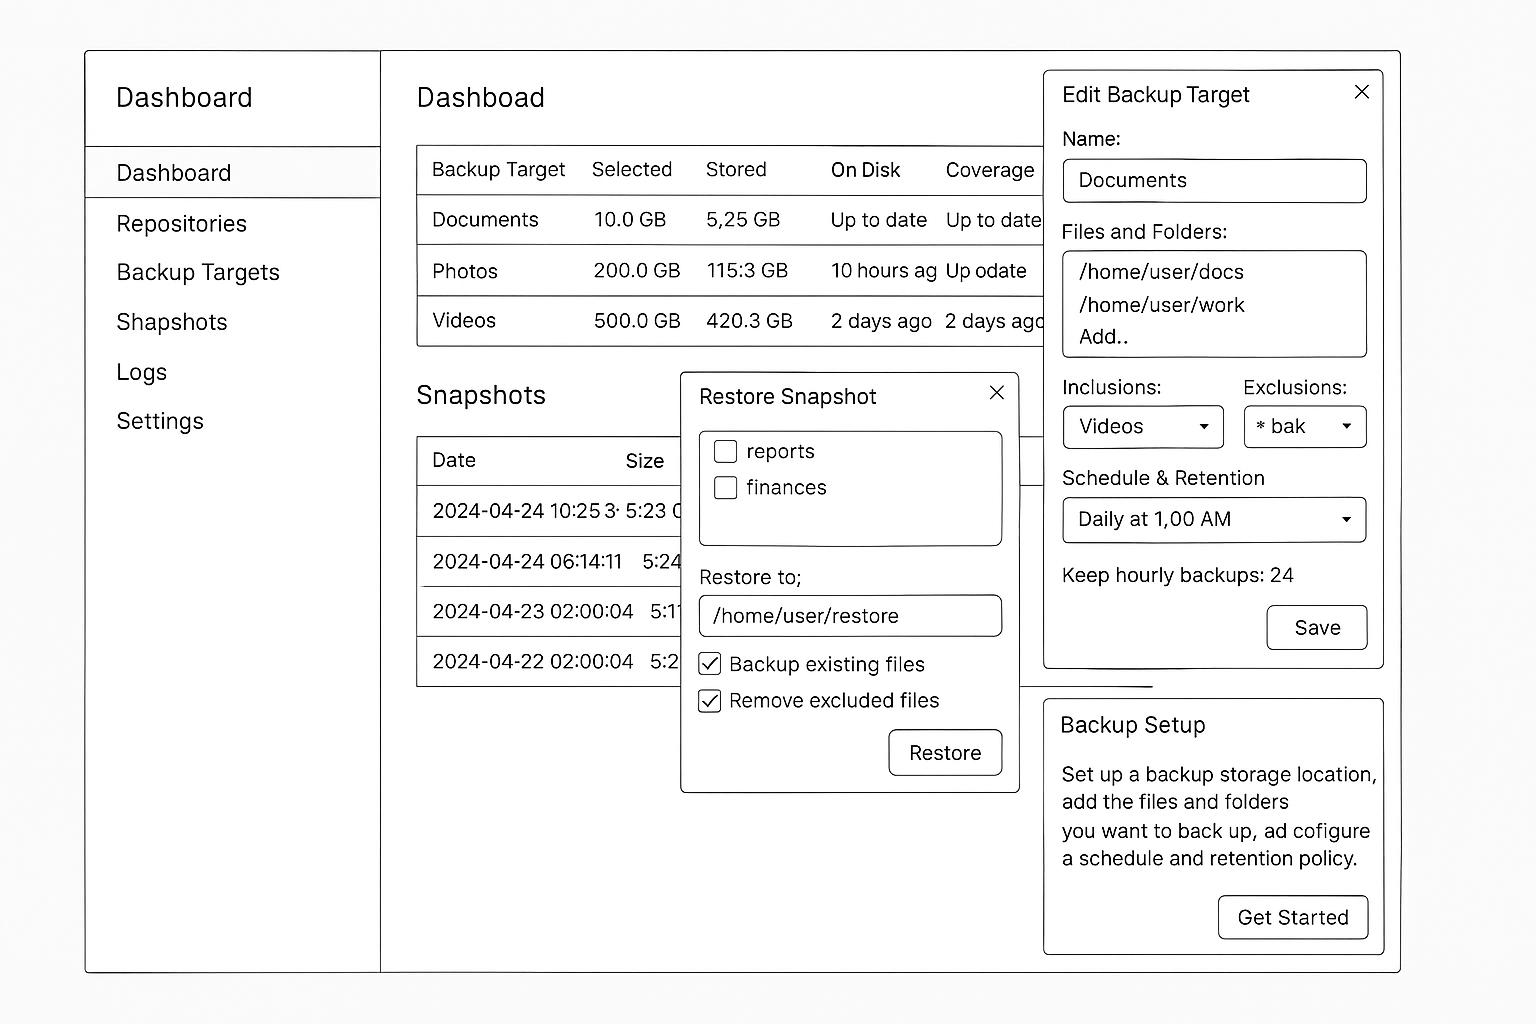 Dashboard
Dashboard
Repositories
Backup Targets
Shapshots
Logs
Settings
Dashboad
Backup Target Selected Stored On Disk Coverage
Documents 10.0 GB 5,25 GB Up to date Up to date
Photos 200.0 GB 115:3 GB 10 hours ag Up odate
Videos 500.0 GB 420.3 GB 2 days ago 2 days ago
Snapshots
Date Size
2024-04-24 10:25 3· 5:23
2024-04-24 06:14:11 5:24
2024-04-23 02:00:04 5:1
2024-04-22 02:00:04 5:2
Restore Snapshot
reports
finances
Restore to;
/home/user/restore
Backup existing files
Remove excluded files
Restore
Edit Backup Target
Name:
Documents
Files and Folders:
/home/user/docs
/home/user/work
Add..
Inclusions: Exclusions:
Videos * bak
Schedule & Retention
Daily at 1,00 AM
Keep hourly backups: 24
Save
Backup Setup
Set up a backup storage location,
add the files and folders
you want to back up, ad cofigure
a schedule and retention policy.
Get Started